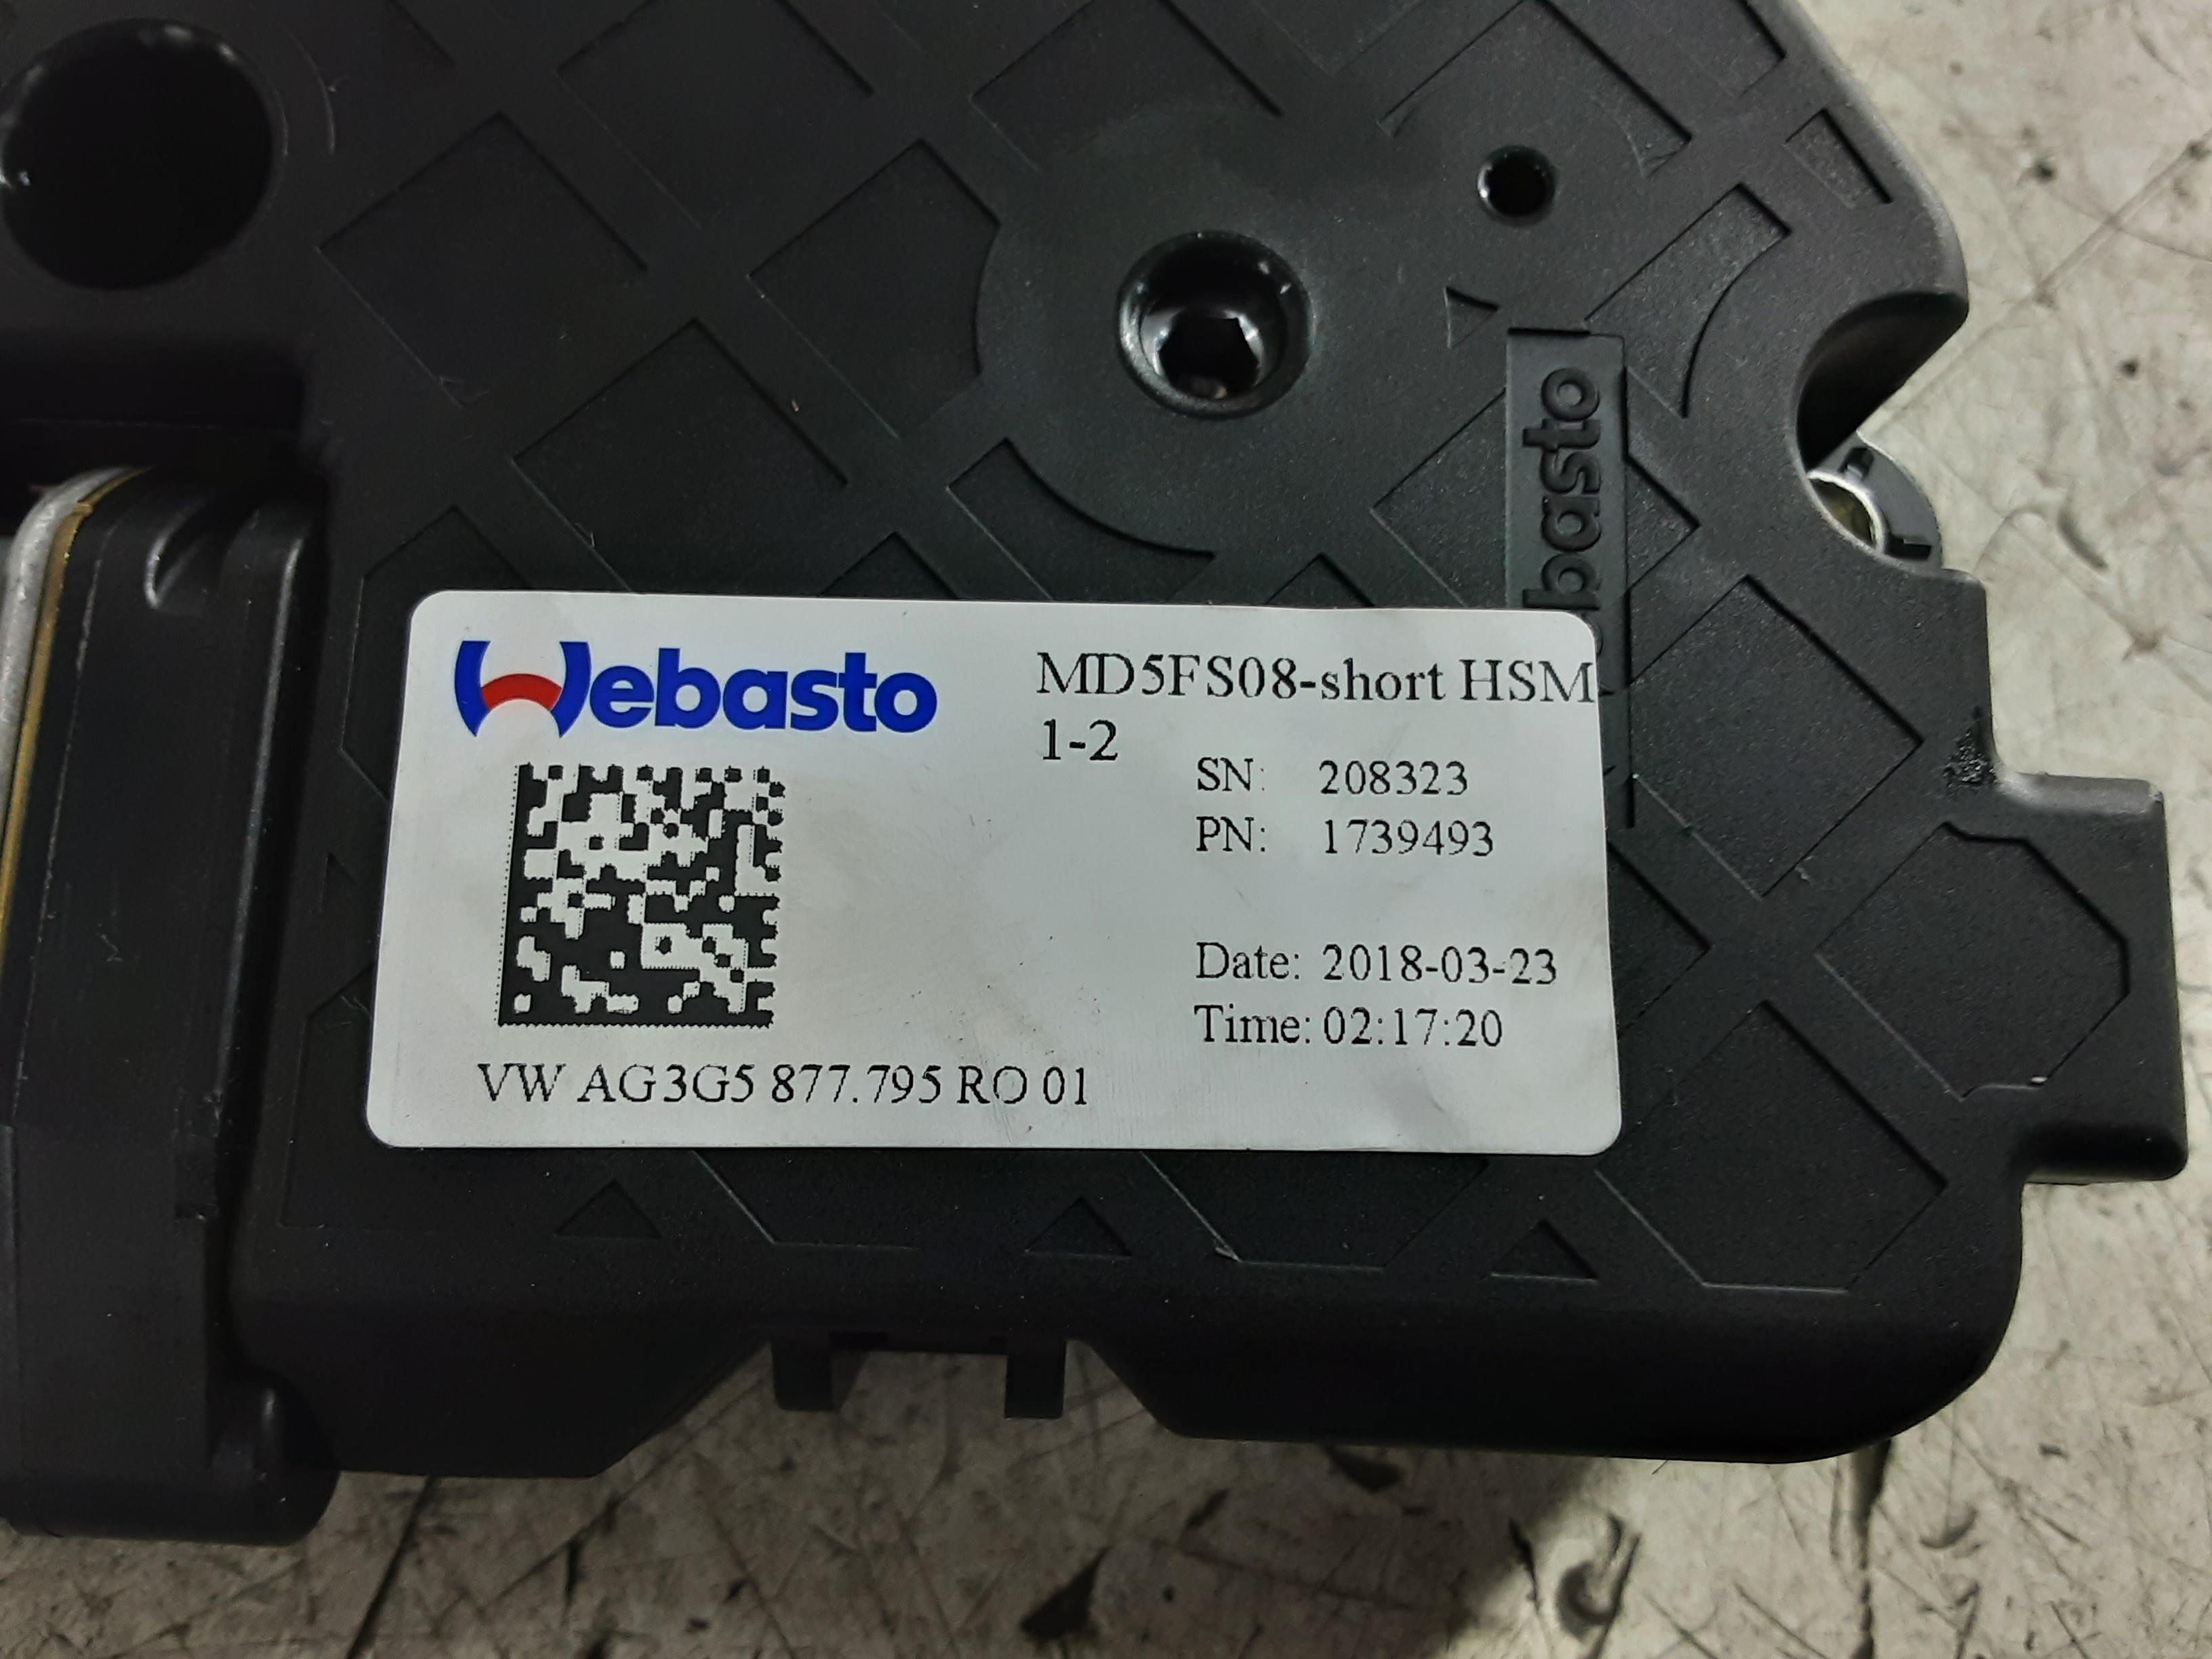 basto
Webasto
MD5FS08-short HSM
1-2
SN: 208323
PN: 1739493
Date: 2018-03-23
Time: 02:17:20
VW AG3G5 877.795 RO 01